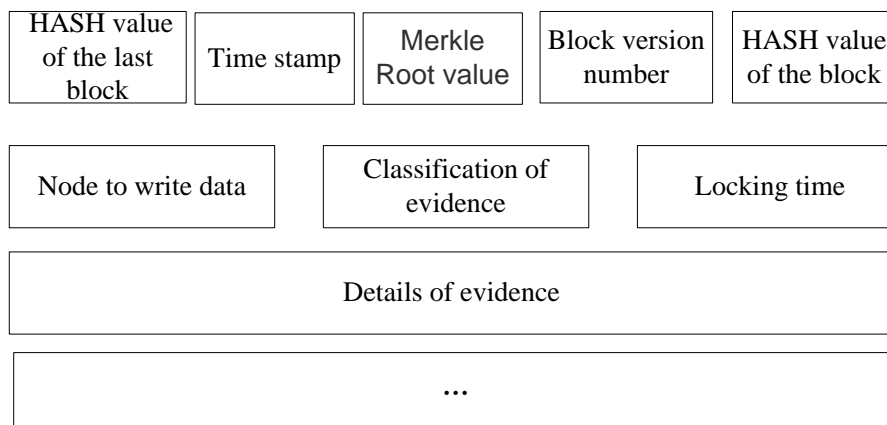 HASH value
of the last
block
Time stamp
Merkle
Root value
Block version
number
HASH value
of the block
Node to write data
Classification of
evidence
Locking time
Details of evidence
...